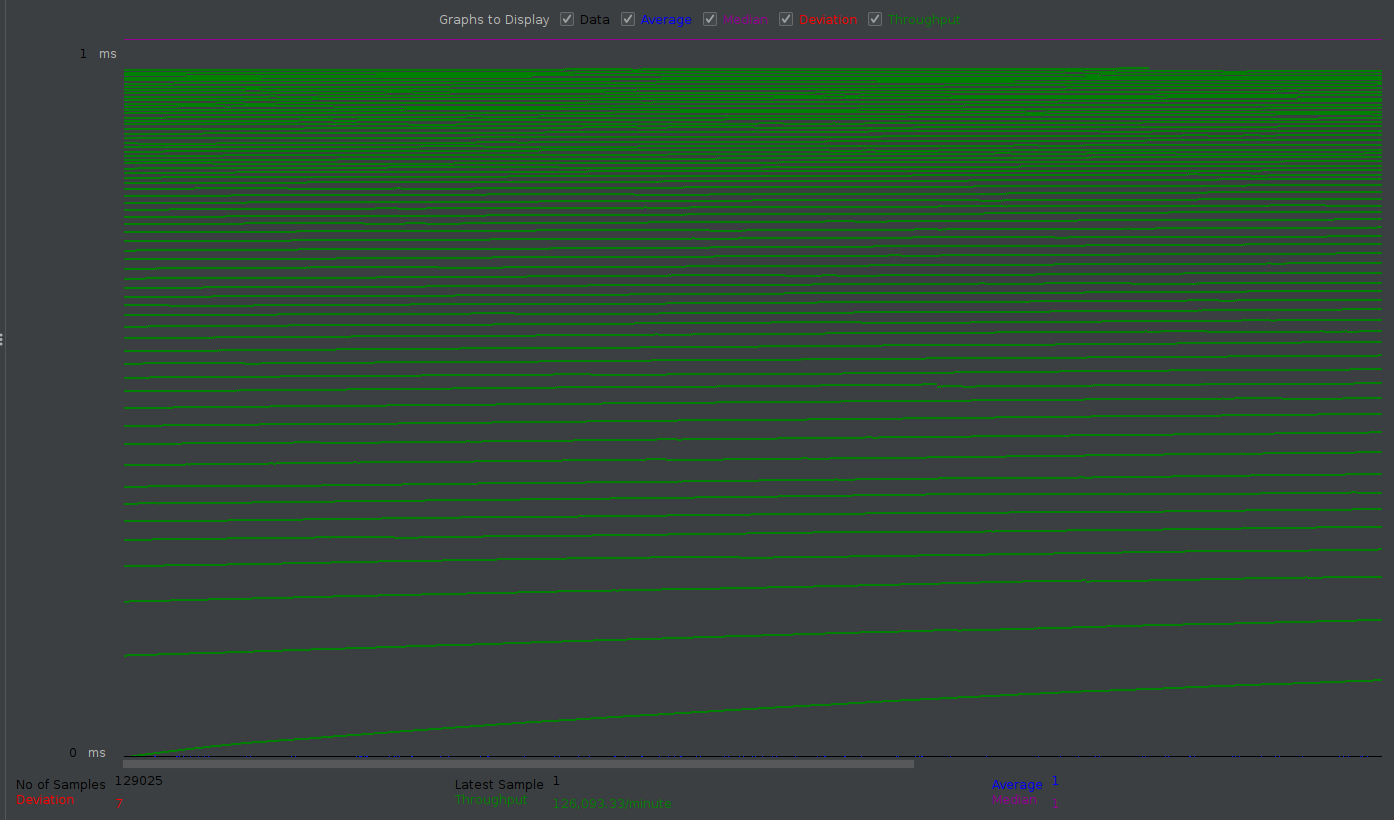 Graphs to Display Data Average Median Deviation Throughput
1 ms
0 ms
No of Samples 129025 Latest Sample 1 Average 1
Deviation 7 Throughput 126,093.33/minute Median 1